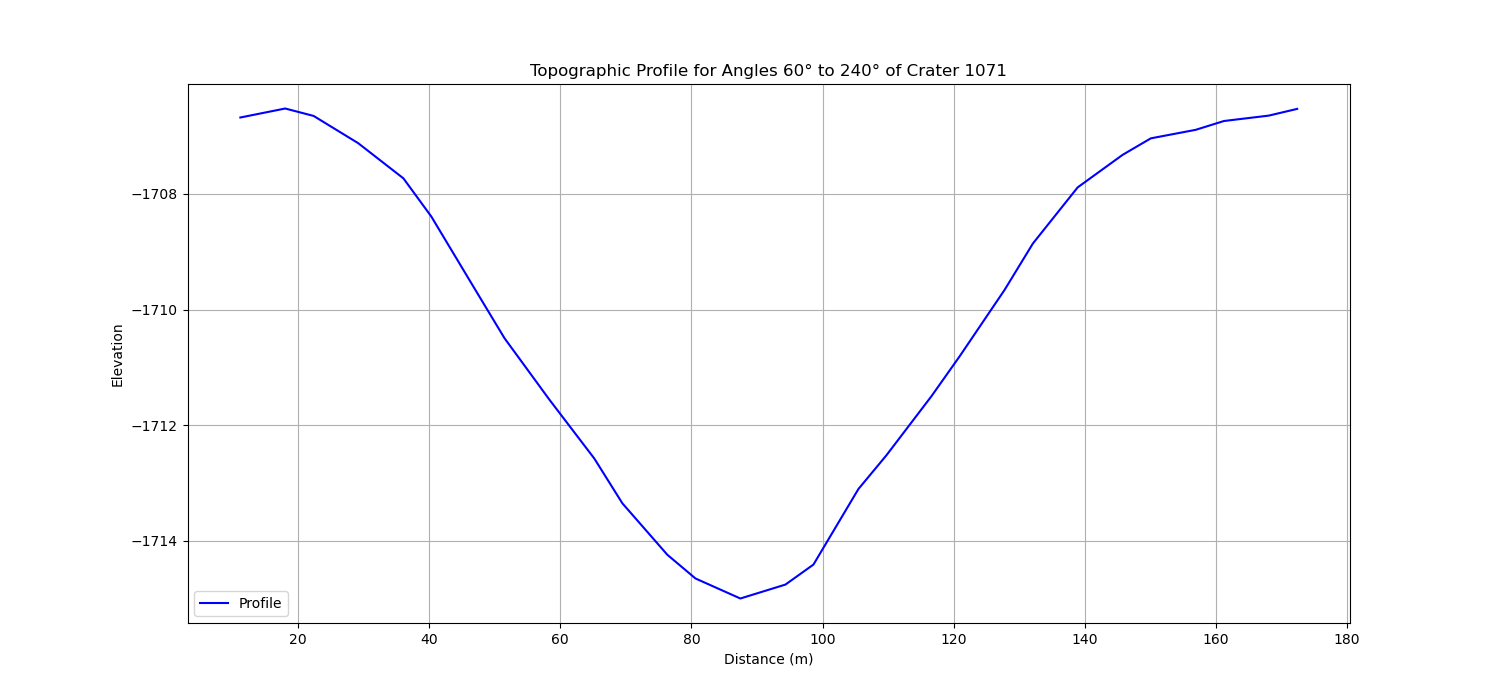 Topographic Profile for Angles 60° to 240° of Crater 1071
−1708
−1710
−1712
−1714
Elevation
Profile
20 40 60 80 100 120 140 160 180
Distance (m)